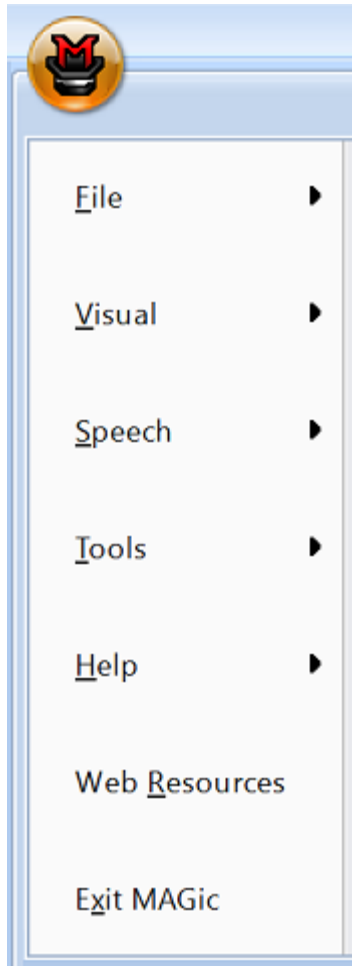 File
Visual
Speech
Tools
Help
Web Resources
Exit MAGic